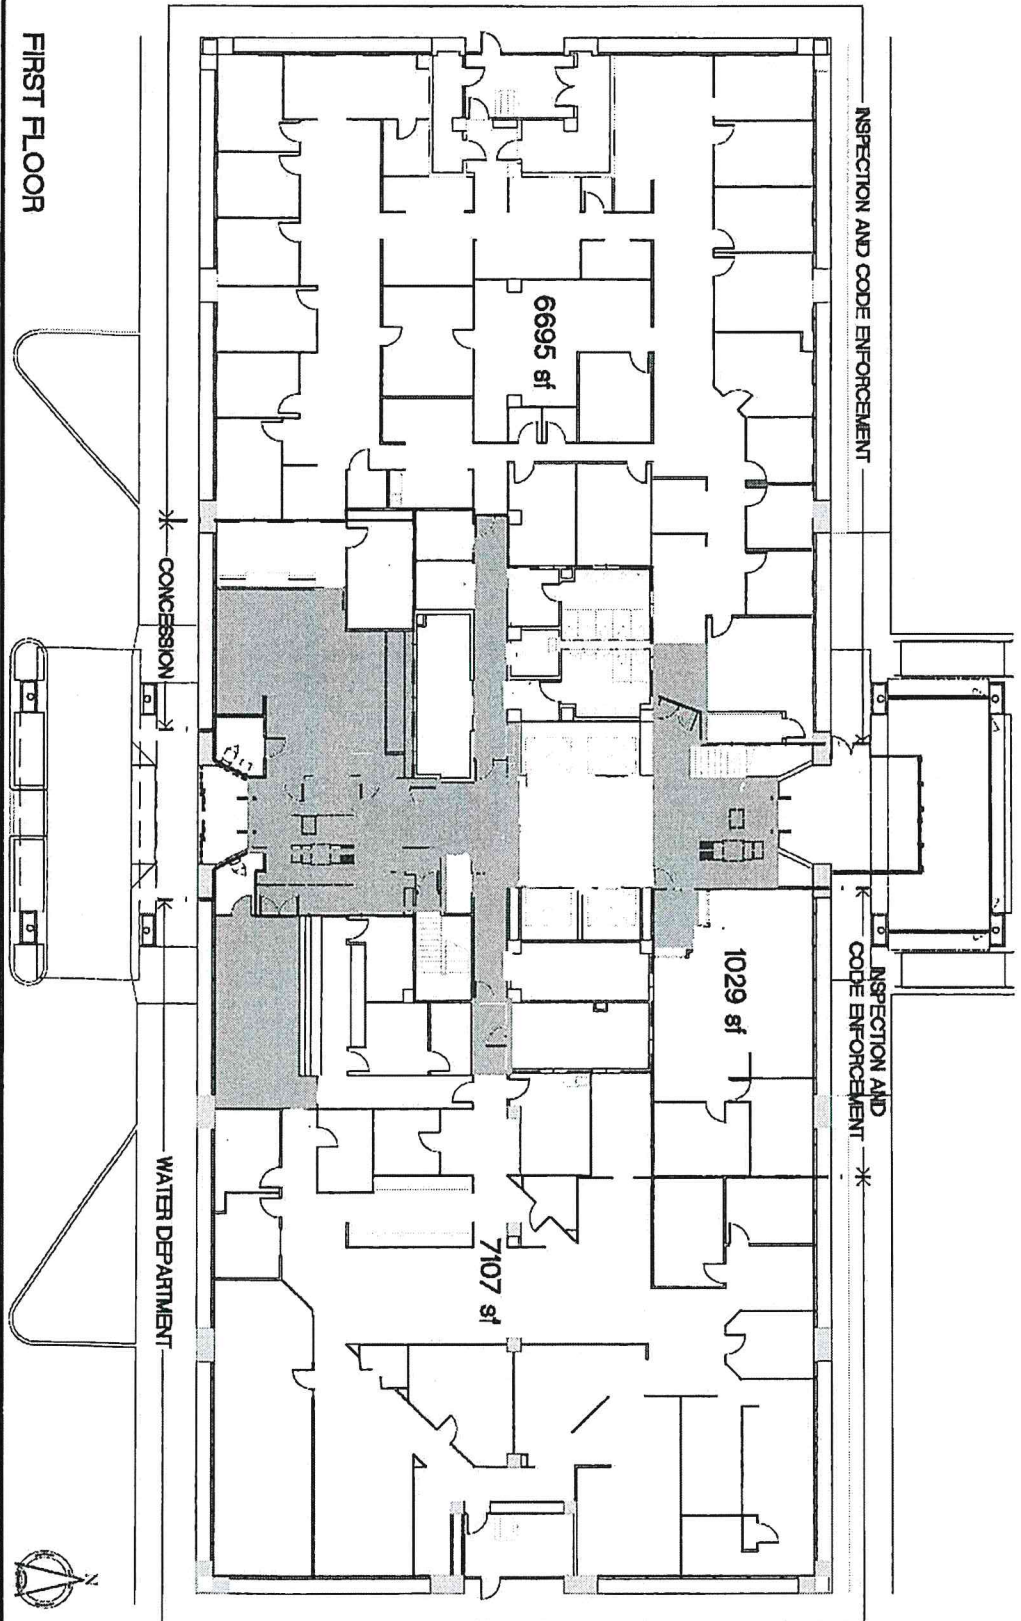 INSPECTION AND CODE ENFORCEMENT
INSPECTION AND
CODE ENFORCEMENT
6695 sf
1029 sf
7107 sf
CONCESSION
WATER DEPARTMENT
FIRST FLOOR
N